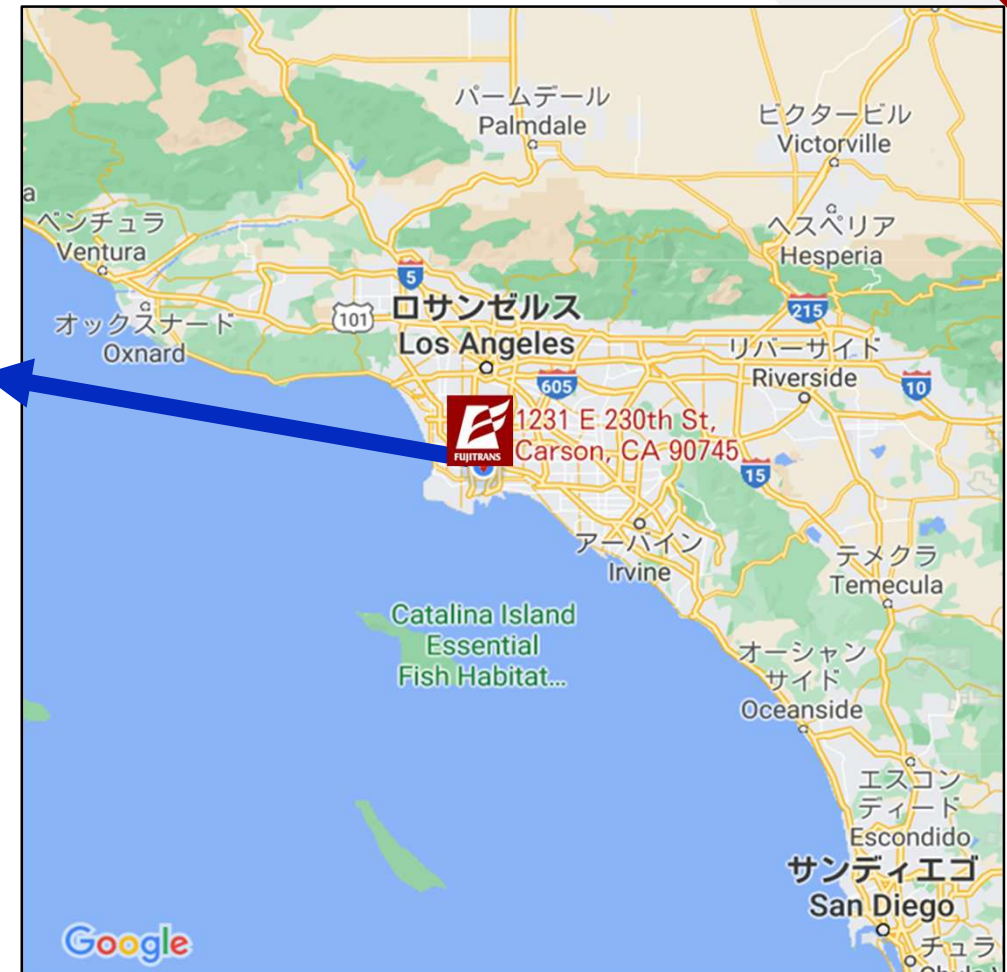 パームデール
Palmdale
ビクタービル
Victorville
a
ベンチュラ
Ventura
ヘスペリア
Hesperia
5
215
オックスナード
Oxnard
101
ロサンゼルス
Los Angeles
リバーサイド
Riverside
605
10
FUJITRANS
1231 E 230th St,
Carson, CA 90745
15
アーバイン
Irvine
テメクラ
Temecula
Catalina Island
Essential
Fish Habitat...
オーシャン
サイド
Oceanside
エスコン
ディード
Escondido
サンディエゴ
San Diego
Google
チュラ